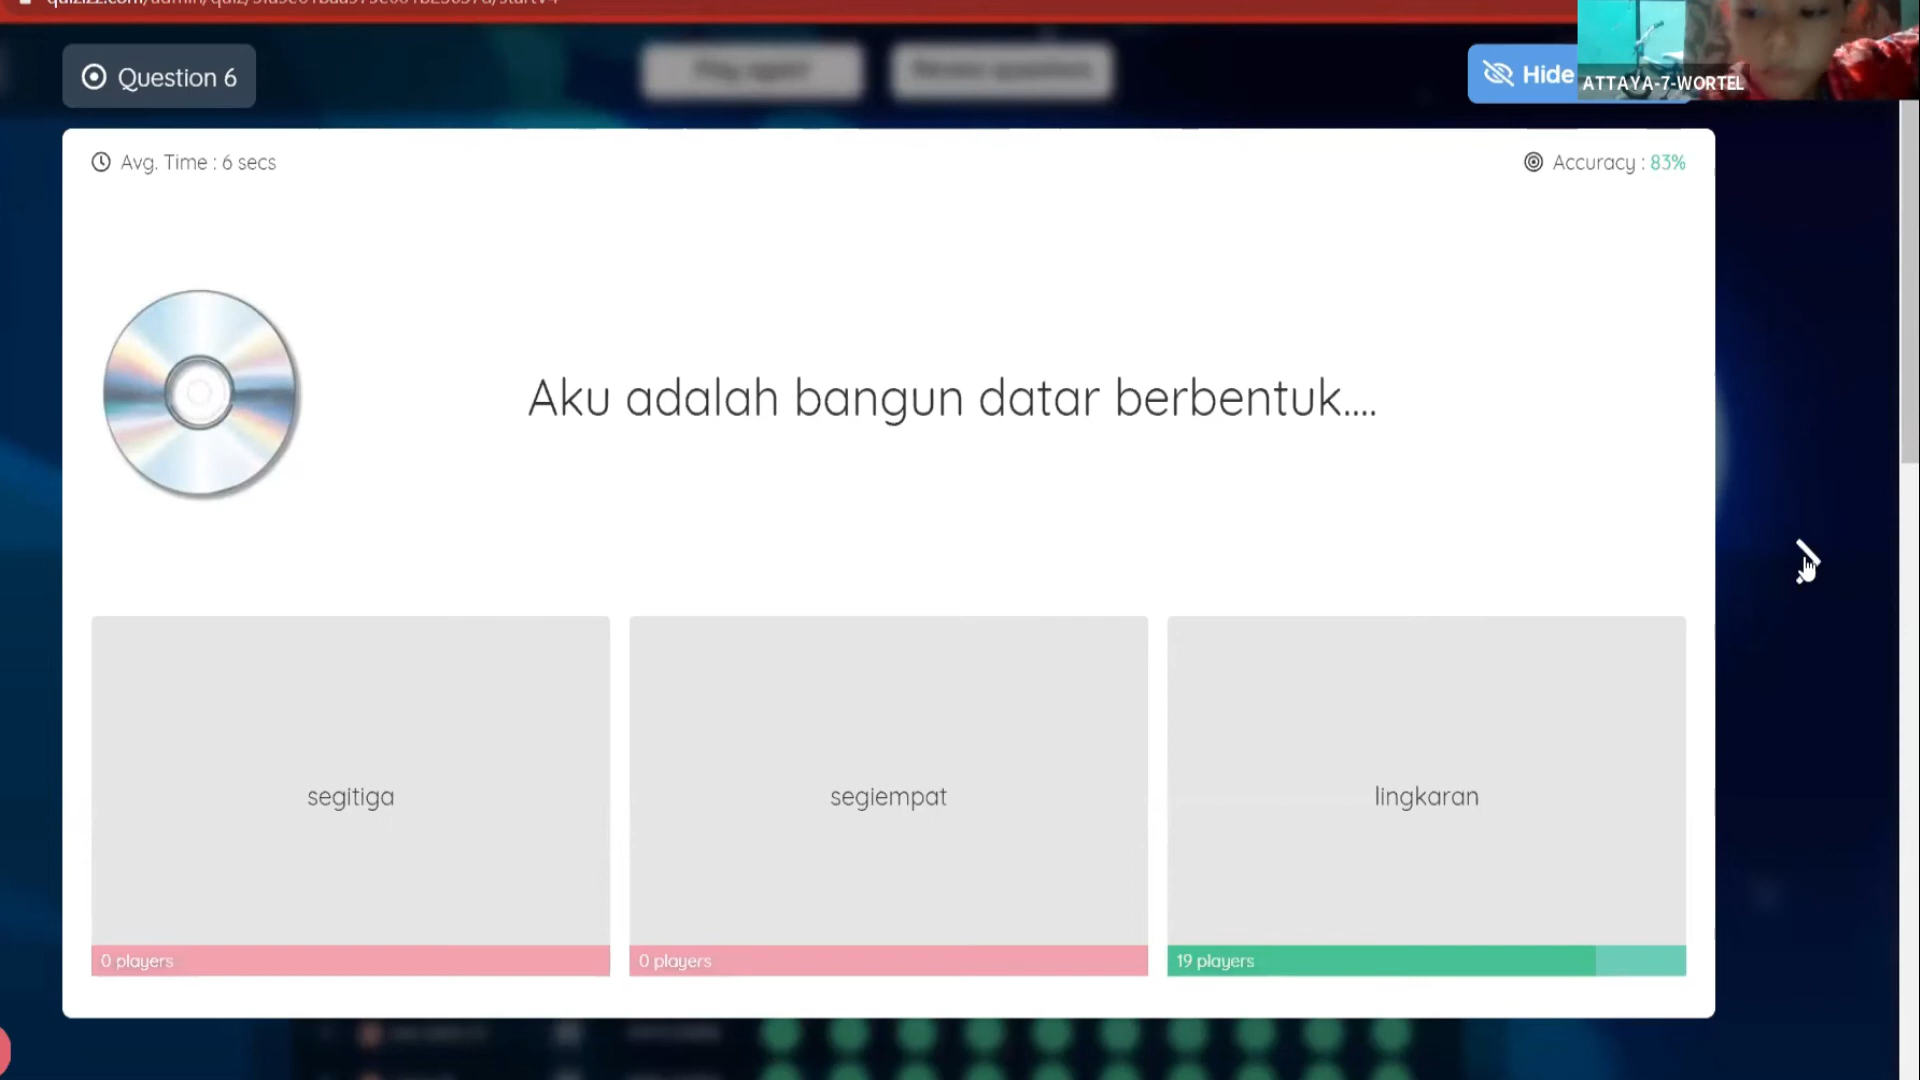 Question 6
Hide
ATTAYA-7-WORTEL
Avg. Time : 6 secs
Accuracy : 83%
Aku adalah bangun datar berbentuk....
segitiga
segiempat
lingkaran
0 players
0 players
19 players